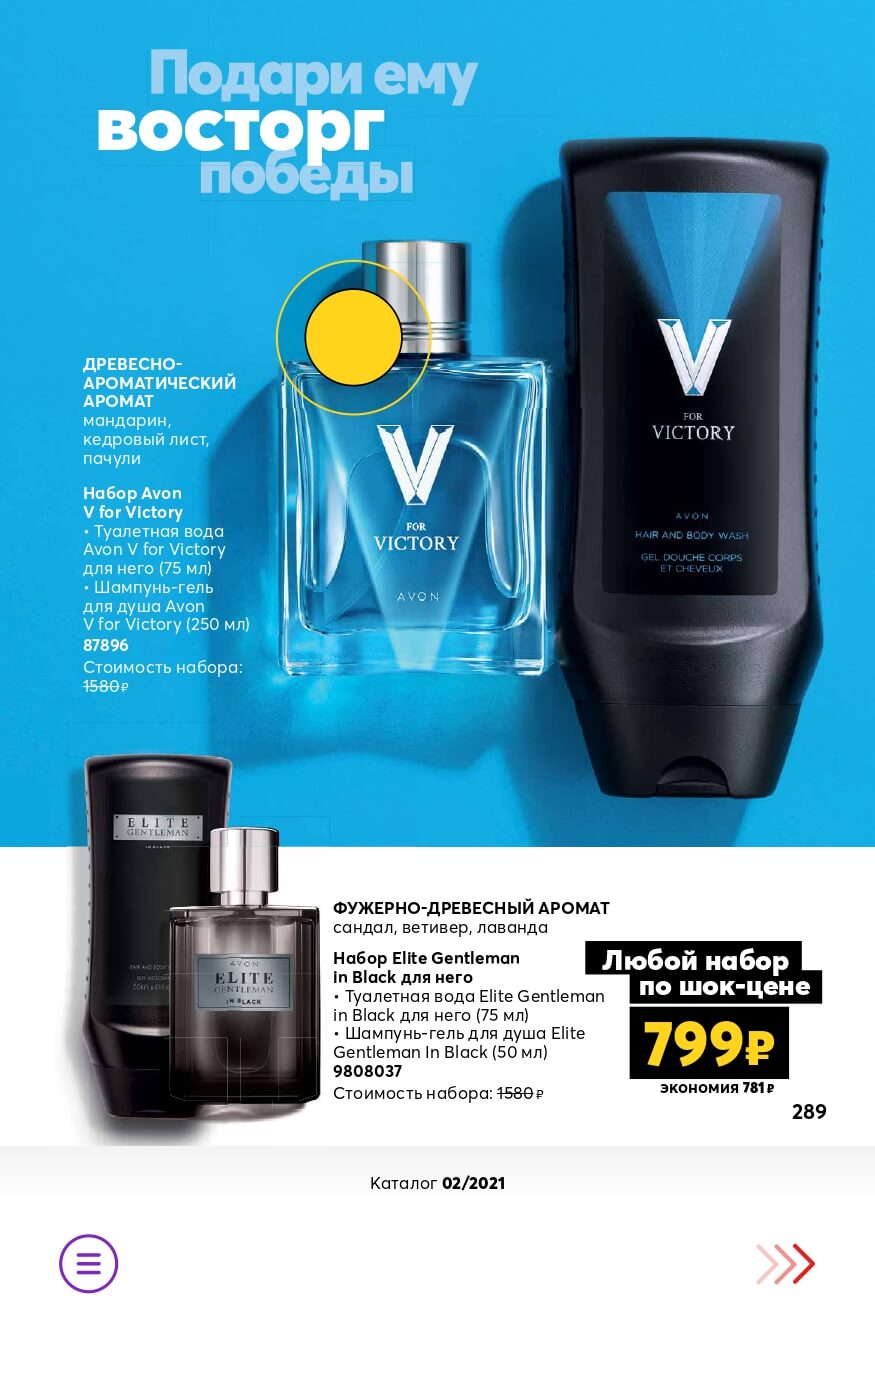 Подари ему
восторг
победы
ДРЕВЕСНО-
АРОМАТИЧЕСКИЙ
АРОМАТ
мандарин,
кедровый лист,
пачули
Набор Avon
V for Victory
• Туалетная вода
Avon V for Victory
для него (75 мл)
• Шампунь-гель
для душа Avon
V for Victory (250 мл)
87896
Стоимость набора:
1580 ₽
V
FOR
VICTORY
AVON
V
FOR
VICTORY
AVON
HAIR AND BODY WASH
GEL DOUCHE CORPS
ET CHEVEUX
ELITE
GENTLEMAN
IN BLACK
HAIR AND BODY
AVON
ELITE
GENTLEMAN
IN BLACK
ФУЖЕРНО-ДРЕВЕСНЫЙ АРОМАТ
сандал, ветивер, лаванда
Набор Elite Gentleman
in Black для него
• Туалетная вода Elite Gentleman
in Black для него (75 мл)
• Шампунь-гель для душа Elite
Gentleman In Black (50 мл)
9808037
Стоимость набора: 1580 ₽
Любой набор
по шок-цене
799₽
ЭКОНОМИЯ 781 ₽
289
Каталог 02/2021